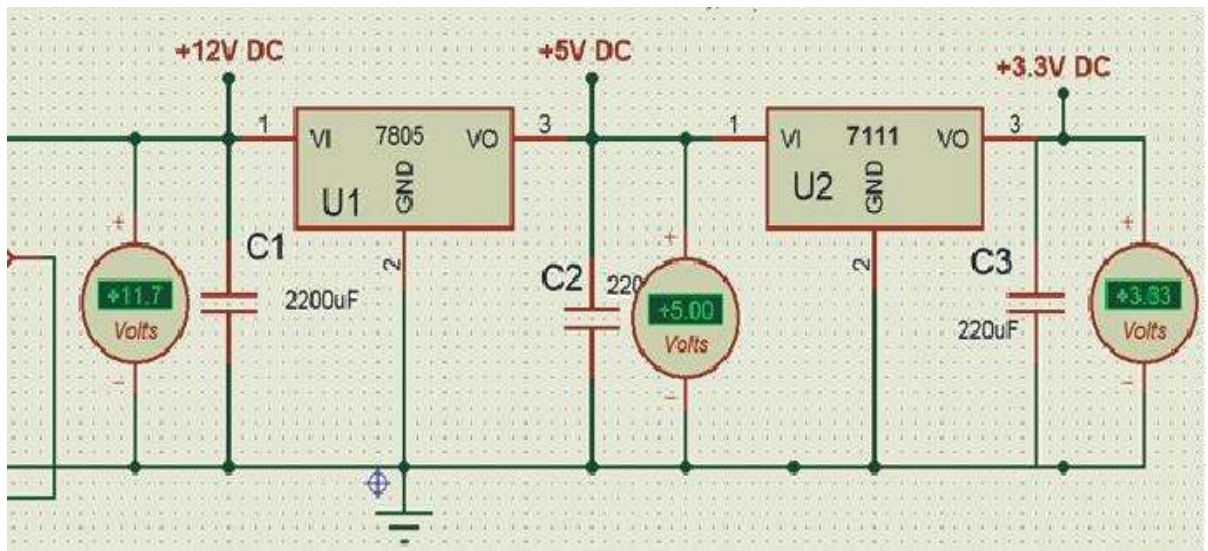 +12V DC
+5V DC
+3.3V DC
1
VI
7805
VO
3
GND
U1
2
1
VI
7111
VO
3
GND
U2
2
C1
2200uF
C2
220
C3
220uF
+
+11.7
Volts
-
+
+5.00
Volts
-
+
+3.33
Volts
-